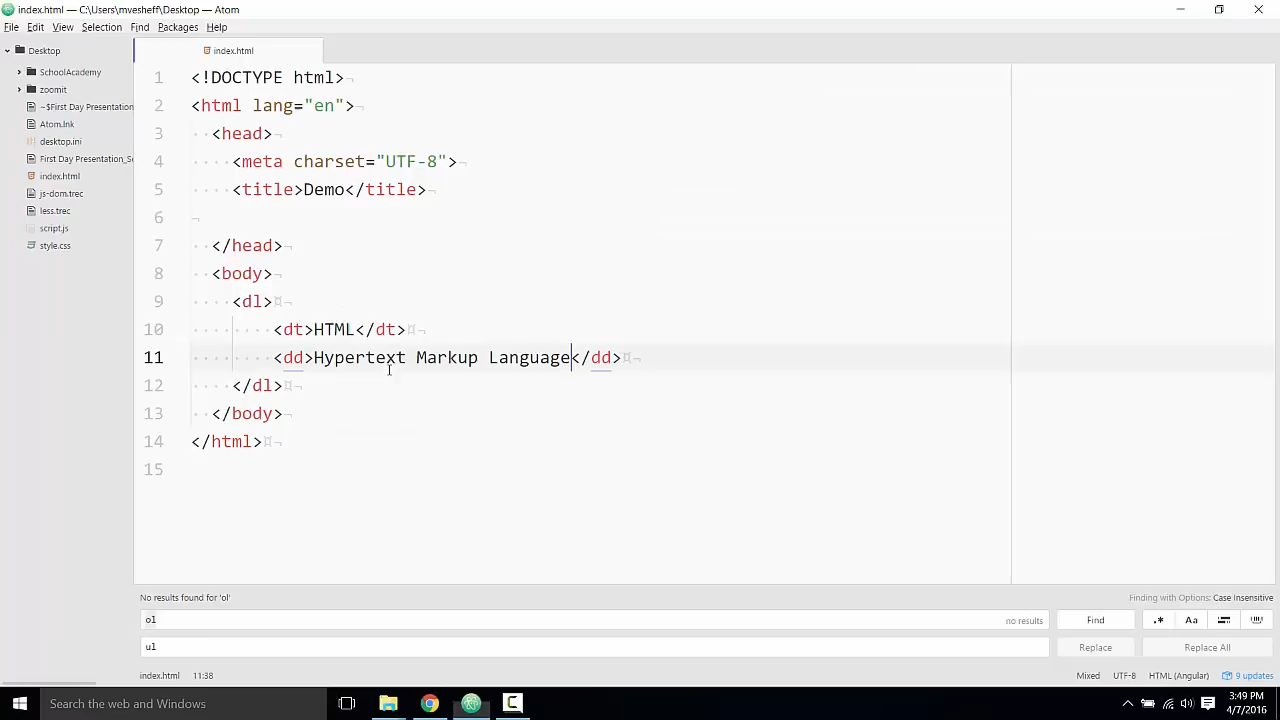 index.html — C:\Users\mvesheff\Desktop — Atom
File Edit View Selection Find Packages Help
Desktop
SchoolAcademy
zoomit
~$First Day Presentation
Atom.lnk
desktop.ini
First Day Presentation_Se
index.html
js-dom.trec
less.trec
script.js
style.css
index.html
1 <!DOCTYPE html>
2 <html lang="en">
3 <head>
4 <meta charset="UTF-8">
5 <title>Demo</title>
6
7 </head>
8 <body>
9 <dl>
10 <dt>HTML</dt>
11 <dd>Hypertext Markup Language</dd>
12 </dl>
13 </body>
14 </html>
15
No results found for 'ol' Finding with Options: Case Insensitive
ol no results Find .* Aa
ul Replace Replace All
index.html 11:38 Mixed UTF-8 HTML (Angular) 9 updates
Search the web and Windows
3:49 PM
4/7/2016